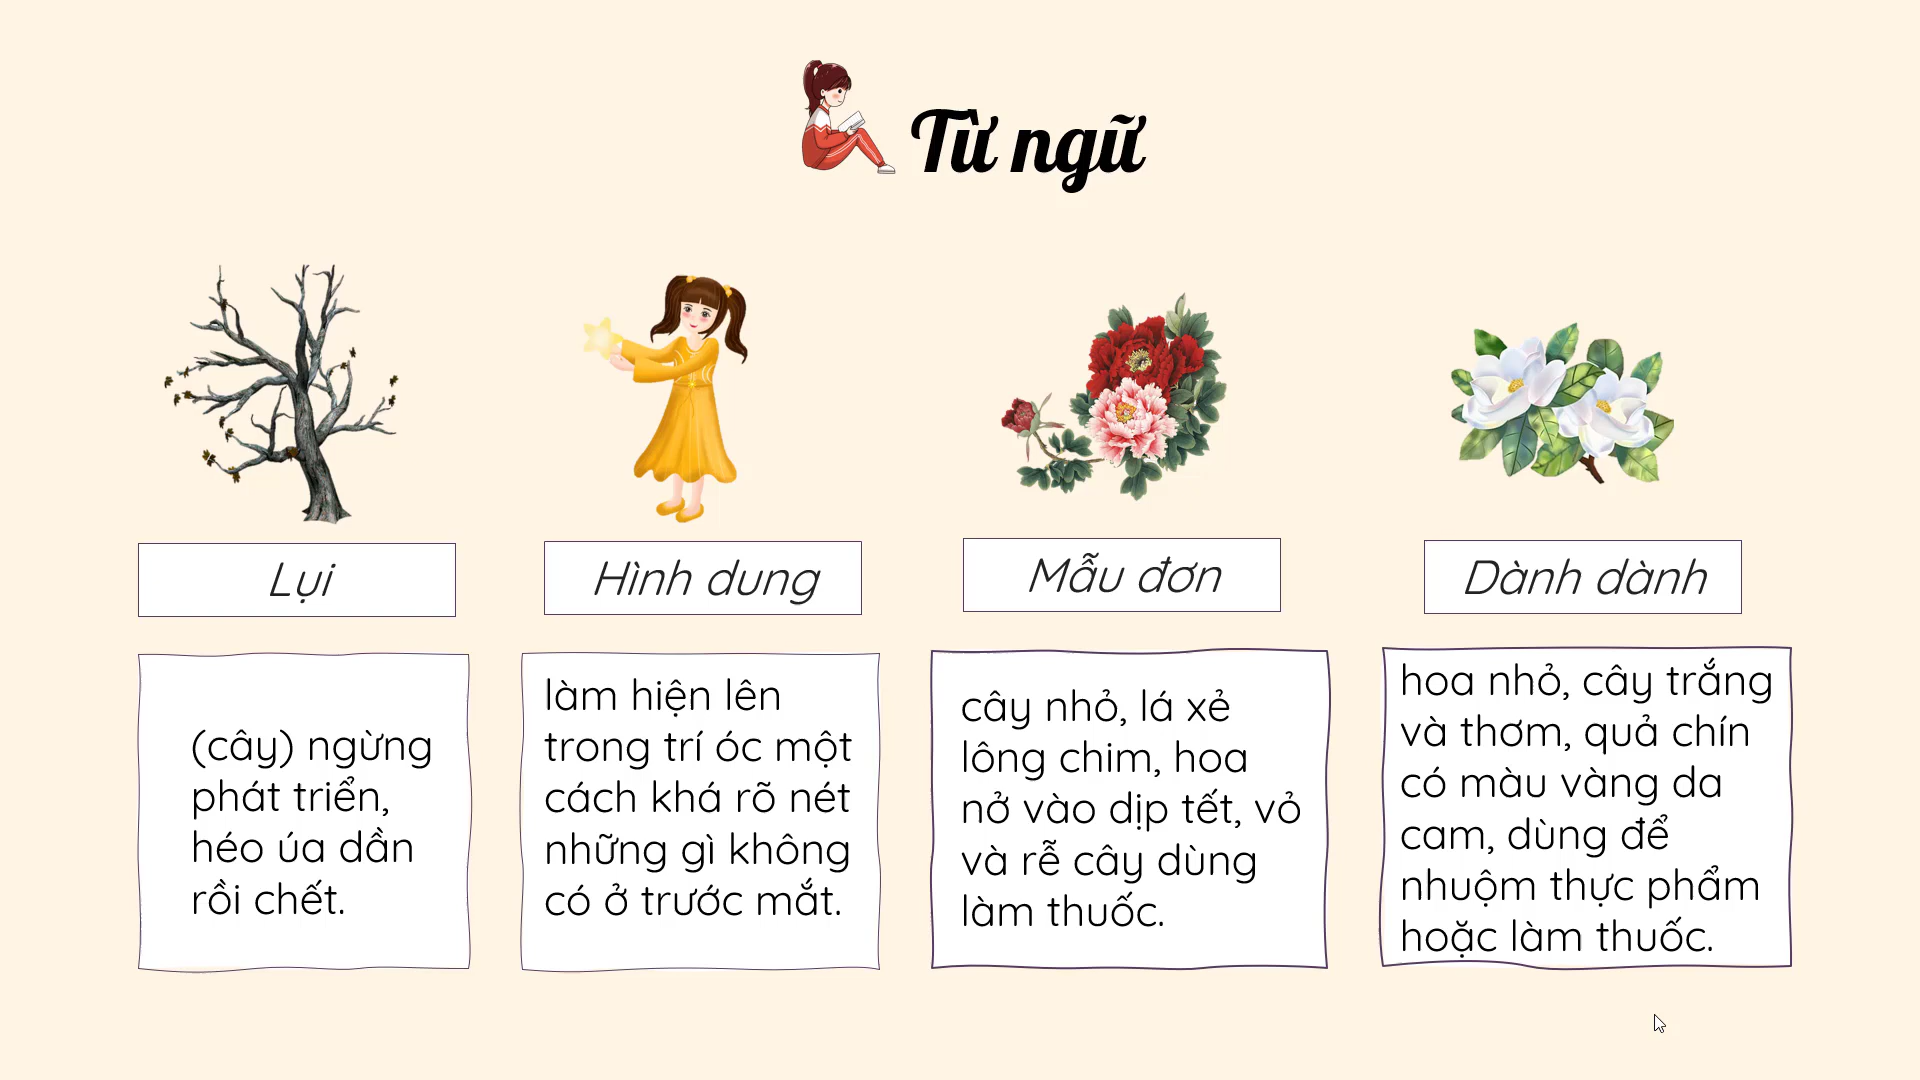 Từ ngữ
Lụi
Hình dung
Mẫu đơn
Dành dành
(cây) ngừng
phát triển,
héo úa dần
rồi chết.
làm hiện lên
trong trí óc một
cách khá rõ nét
những gì không
có ở trước mắt.
cây nhỏ, lá xẻ
lông chim, hoa
nở vào dịp tết, vỏ
và rễ cây dùng
làm thuốc.
hoa nhỏ, cây trắng
và thơm, quả chín
có màu vàng da
cam, dùng để
nhuộm thực phẩm
hoặc làm thuốc.